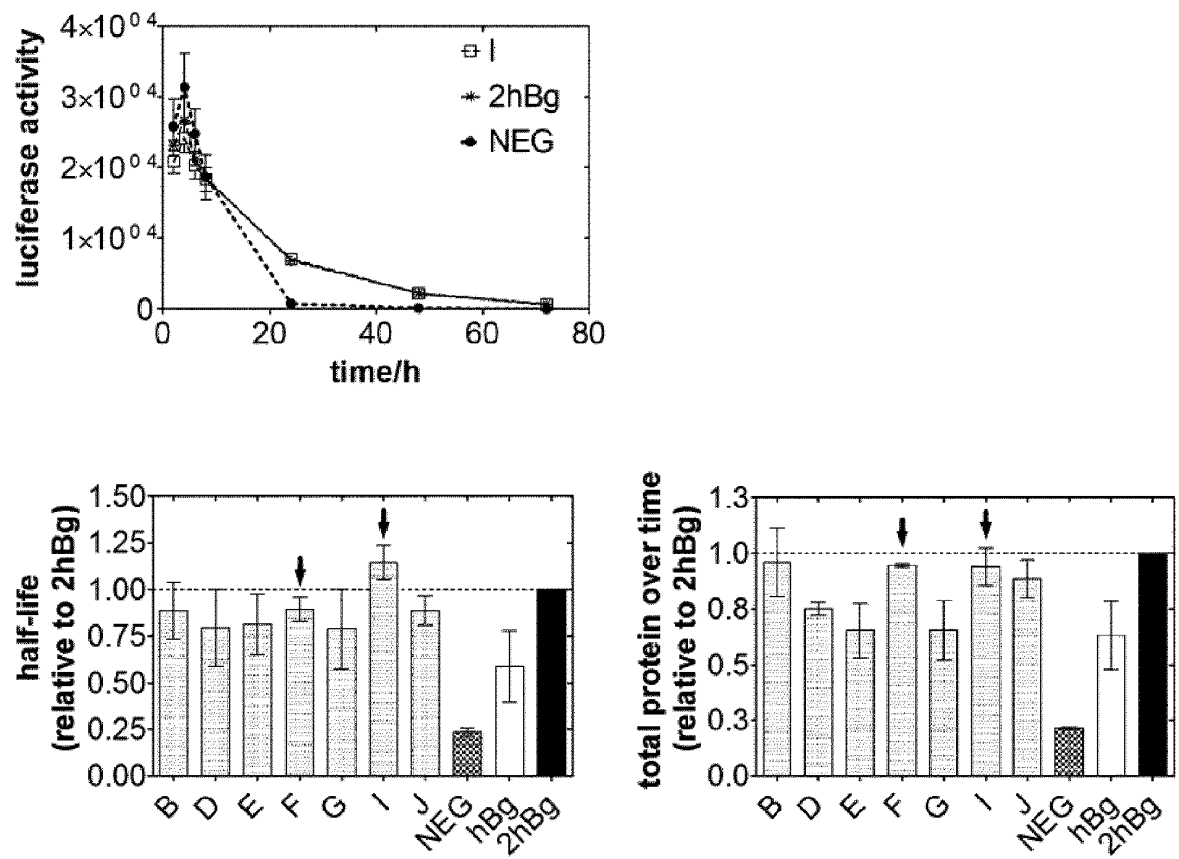 luciferase activity
4×10⁰⁴
3×10⁰⁴
2×10⁰⁴
1×10⁰⁴
0
I
2hBg
NEG
0 20 40 60 80
time/h
half-life
(relative to 2hBg)
1.50
1.25
1.00
0.75
0.50
0.25
0.00
B D E F G I J NEG hBg 2hBg
total protein over time
(relative to 2hBg)
1.3
1.0
0.8
0.5
0.3
0.0
B D E F G I J NEG hBg 2hBg